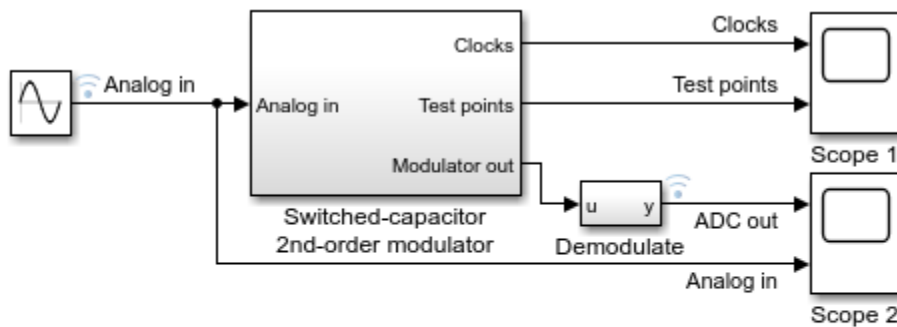 Analog in
Analog in
Clocks
Test points
Modulator out
Switched-capacitor
2nd-order modulator
u
y
Demodulate
Clocks
Test points
Scope 1
ADC out
Analog in
Scope 2